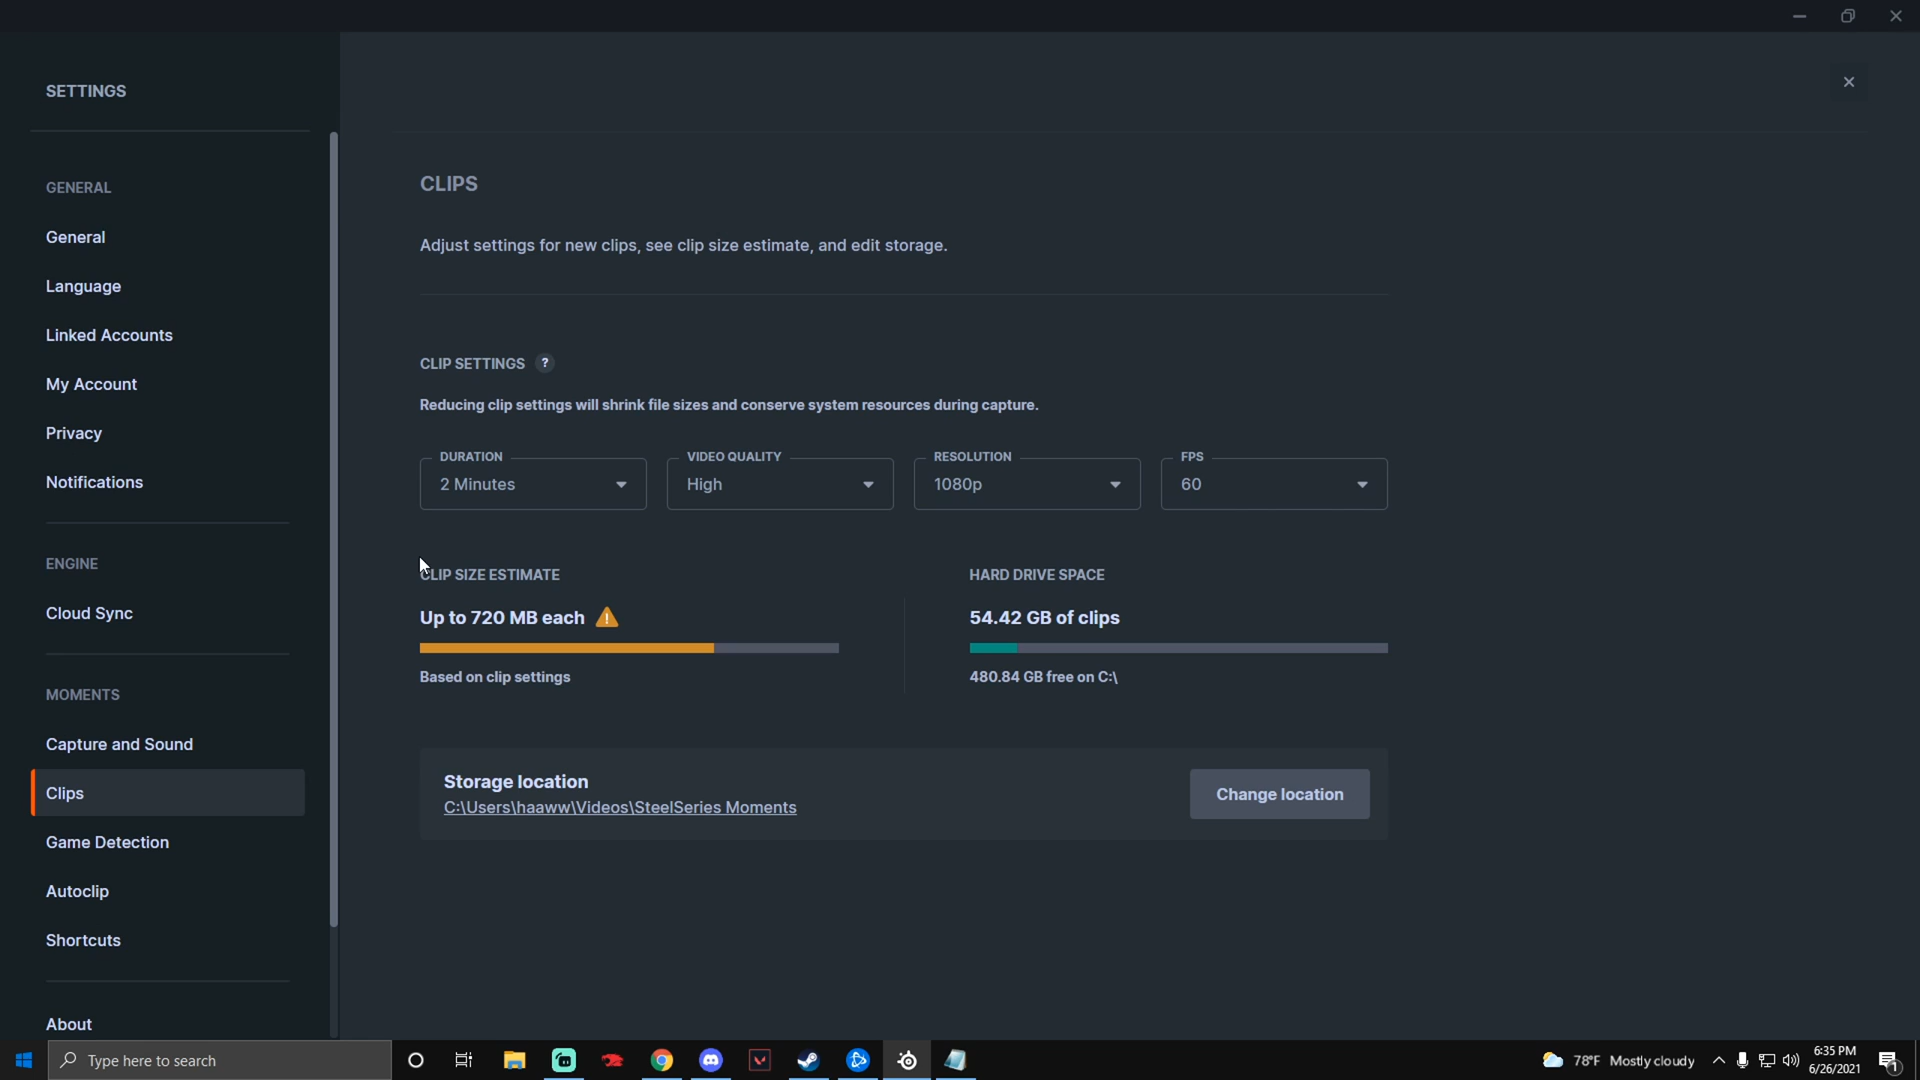 SETTINGS
GENERAL
General
Language
Linked Accounts
My Account
Privacy
Notifications
ENGINE
Cloud Sync
MOMENTS
Capture and Sound
Clips
Game Detection
Autoclip
Shortcuts
About
CLIPS
Adjust settings for new clips, see clip size estimate, and edit storage.
CLIP SETTINGS ?
Reducing clip settings will shrink file sizes and conserve system resources during capture.
DURATION VIDEO QUALITY RESOLUTION FPS
2 Minutes High 1080p 60
CLIP SIZE ESTIMATE
Up to 720 MB each
Based on clip settings
HARD DRIVE SPACE
54.42 GB of clips
480.84 GB free on C:\
Storage location
C:\Users\haaww\Videos\SteelSeries Moments
Change location
Type here to search
78°F Mostly cloudy
6:35 PM
6/26/2021
1